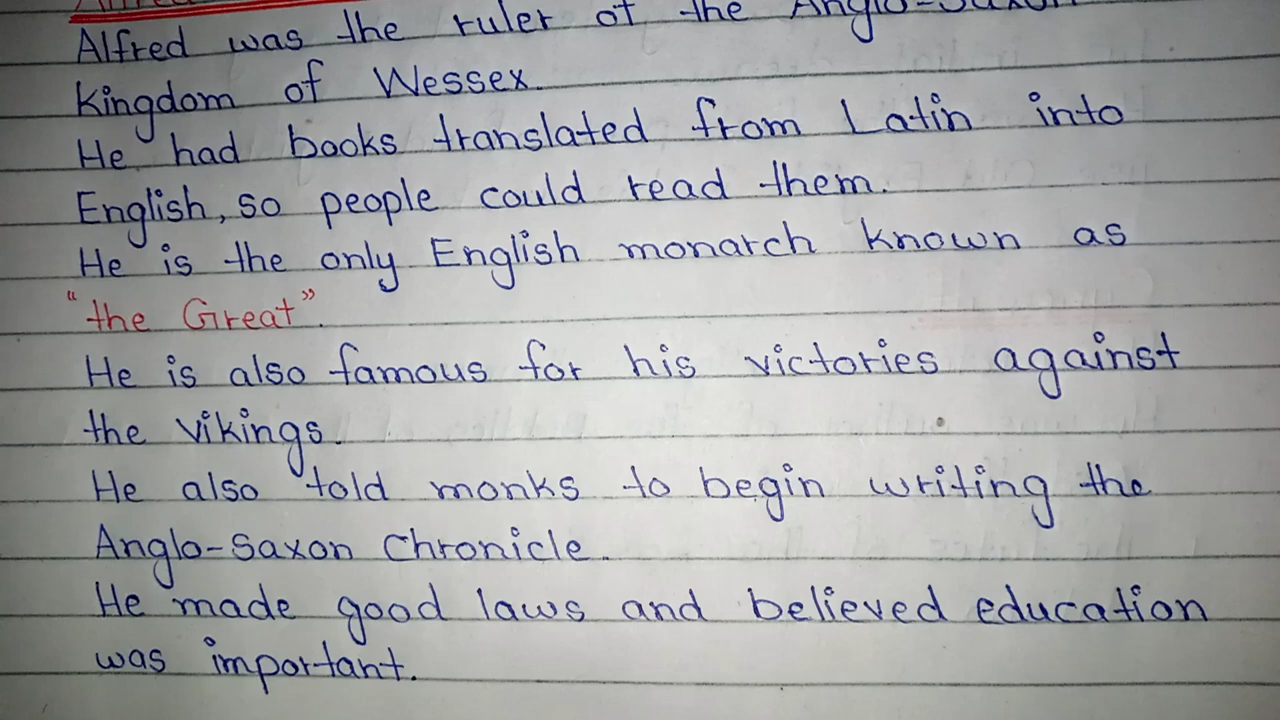 Alfred was the ruler of the Anglo-Saxon
Kingdom of Wessex.
He had books translated from Latin into
English, so people could read them.
He is the only English monarch known as
"the Great".
He is also famous for his victories against
the vikings.
He also told monks to begin writing the
Anglo-Saxon Chronicle.
He made good laws and believed education
was important.